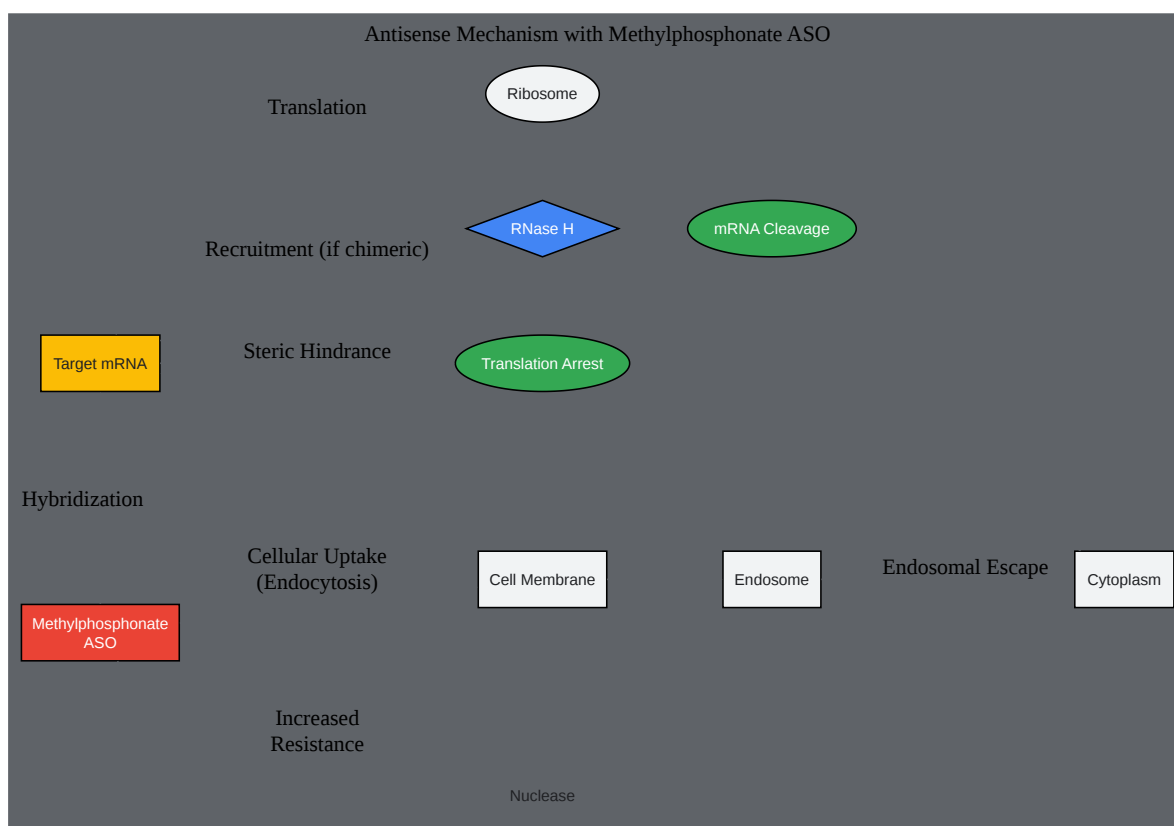 Antisense Mechanism with Methylphosphonate ASO
Ribosome
Translation
RNase H
mRNA Cleavage
Recruitment (if chimeric)
Target mRNA
Steric Hindrance
Translation Arrest
Hybridization
Cellular Uptake
(Endocytosis)
Cell Membrane
Endosome
Endosomal Escape
Cytoplasm
Methylphosphonate
ASO
Increased
Resistance
Nuclease